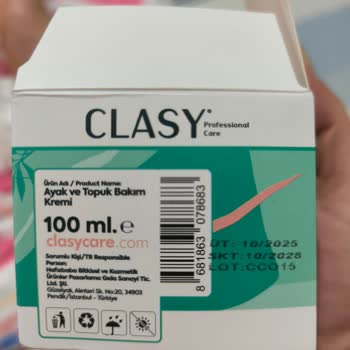 CLASY®
Professional
Care
Ürün Adı / Product Name:
Ayak ve Topuk Bakım
Kremi
100 ml. e
clasycare.com
Sorumlu Kişi/TR Responsible
Person:
Hafızbaba Bitkisel ve Kozmetik
Ürünler Pazarlama Gıda Sanayi Tic.
Ltd. Şti.
Güzelyalı, Akınteri Sk. No:20, 34903
Pendik/İstanbul - Türkiye
8 681863 078683
ÜT: 10/2025
SKT: 10/2028
LOT:CC015